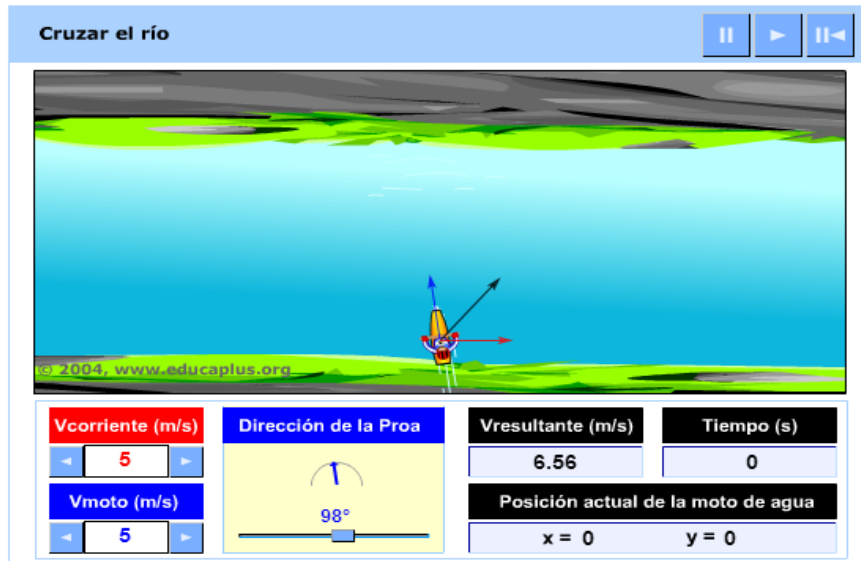 Cruzar el río
© 2004, www.educaplus.org
Vcorriente (m/s)
5
Vmoto (m/s)
5
Dirección de la Proa
98°
Vresultante (m/s)
6.56
Tiempo (s)
0
Posición actual de la moto de agua
x = 0 y = 0